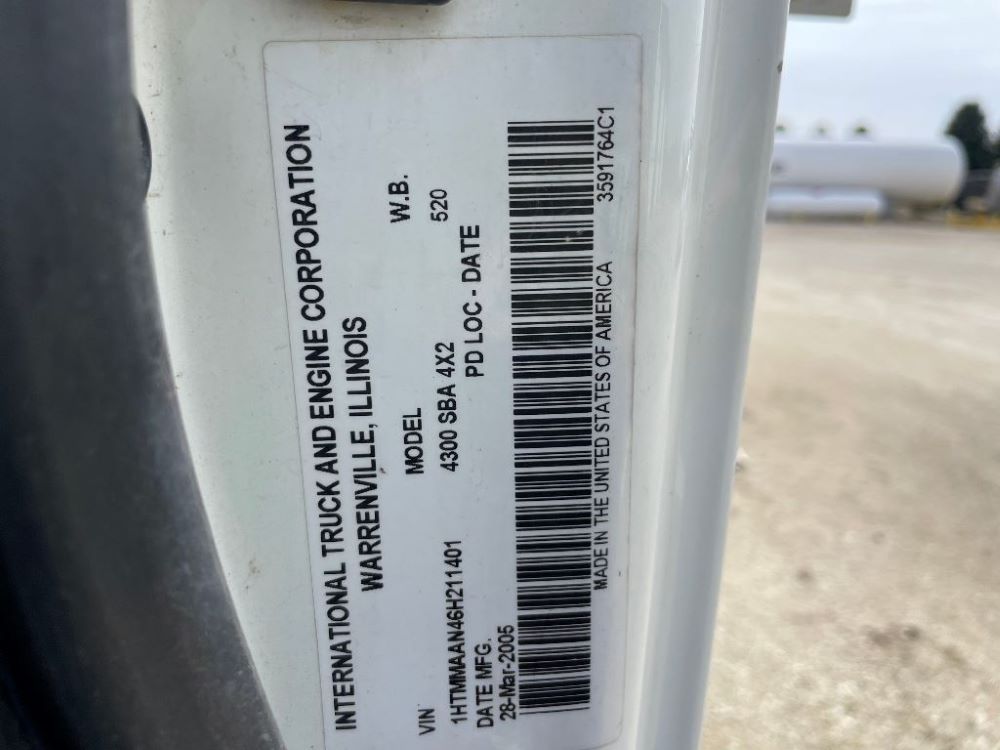 INTERNATIONAL TRUCK AND ENGINE CORPORATION
WARRENVILLE, ILLINOIS
VIN MODEL W.B.
1HTMMAAN46H211401 4300 SBA 4X2 520
DATE MFG. PD LOC - DATE
28-Mar-2005
MADE IN THE UNITED STATES OF AMERICA 3591764C1